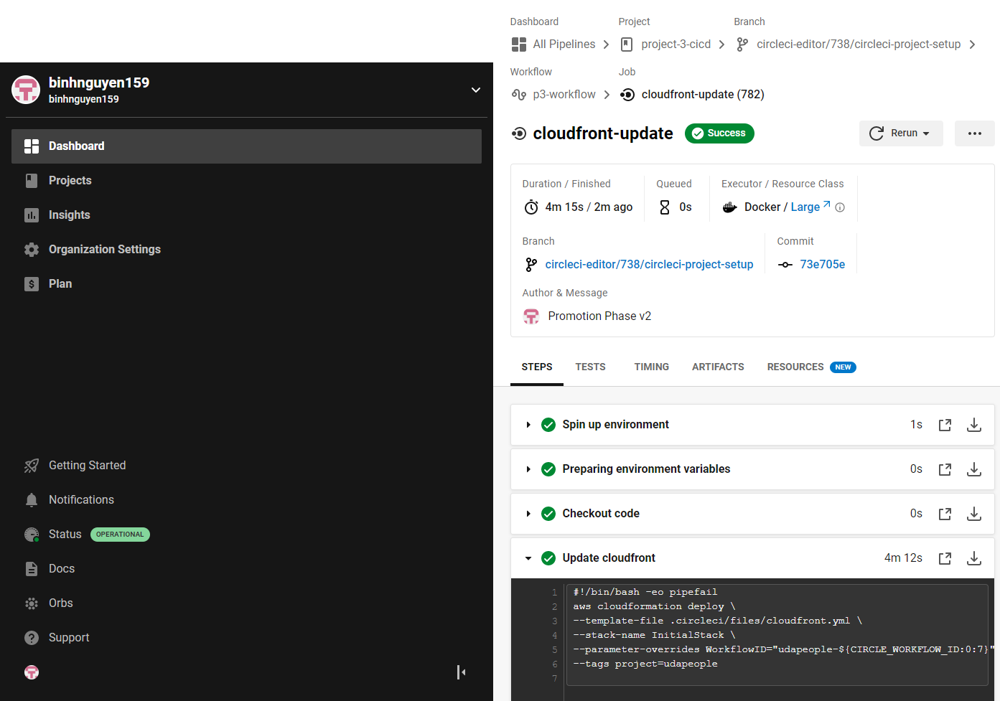 binhnguyen159
binhnguyen159
Dashboard
Projects
Insights
Organization Settings
Plan
Getting Started
Notifications
Status OPERATIONAL
Docs
Orbs
Support
Dashboard Project Branch
All Pipelines project-3-cicd circleci-editor/738/circleci-project-setup
Workflow Job
p3-workflow cloudfront-update (782)
cloudfront-update Success Rerun
Duration / Finished Queued Executor / Resource Class
4m 15s / 2m ago 0s Docker / Large
Branch Commit
circleci-editor/738/circleci-project-setup 73e705e
Author & Message
Promotion Phase v2
STEPS TESTS TIMING ARTIFACTS RESOURCES NEW
Spin up environment 1s
Preparing environment variables 0s
Checkout code 0s
Update cloudfront 4m 12s
1 #!/bin/bash -eo pipefail
2 aws cloudformation deploy \
3 --template-file .circleci/files/cloudfront.yml \
4 --stack-name InitialStack \
5 --parameter-overrides WorkflowID="udapeople-${CIRCLE_WORKFLOW_ID:0:7}"
6 --tags project=udapeople
7